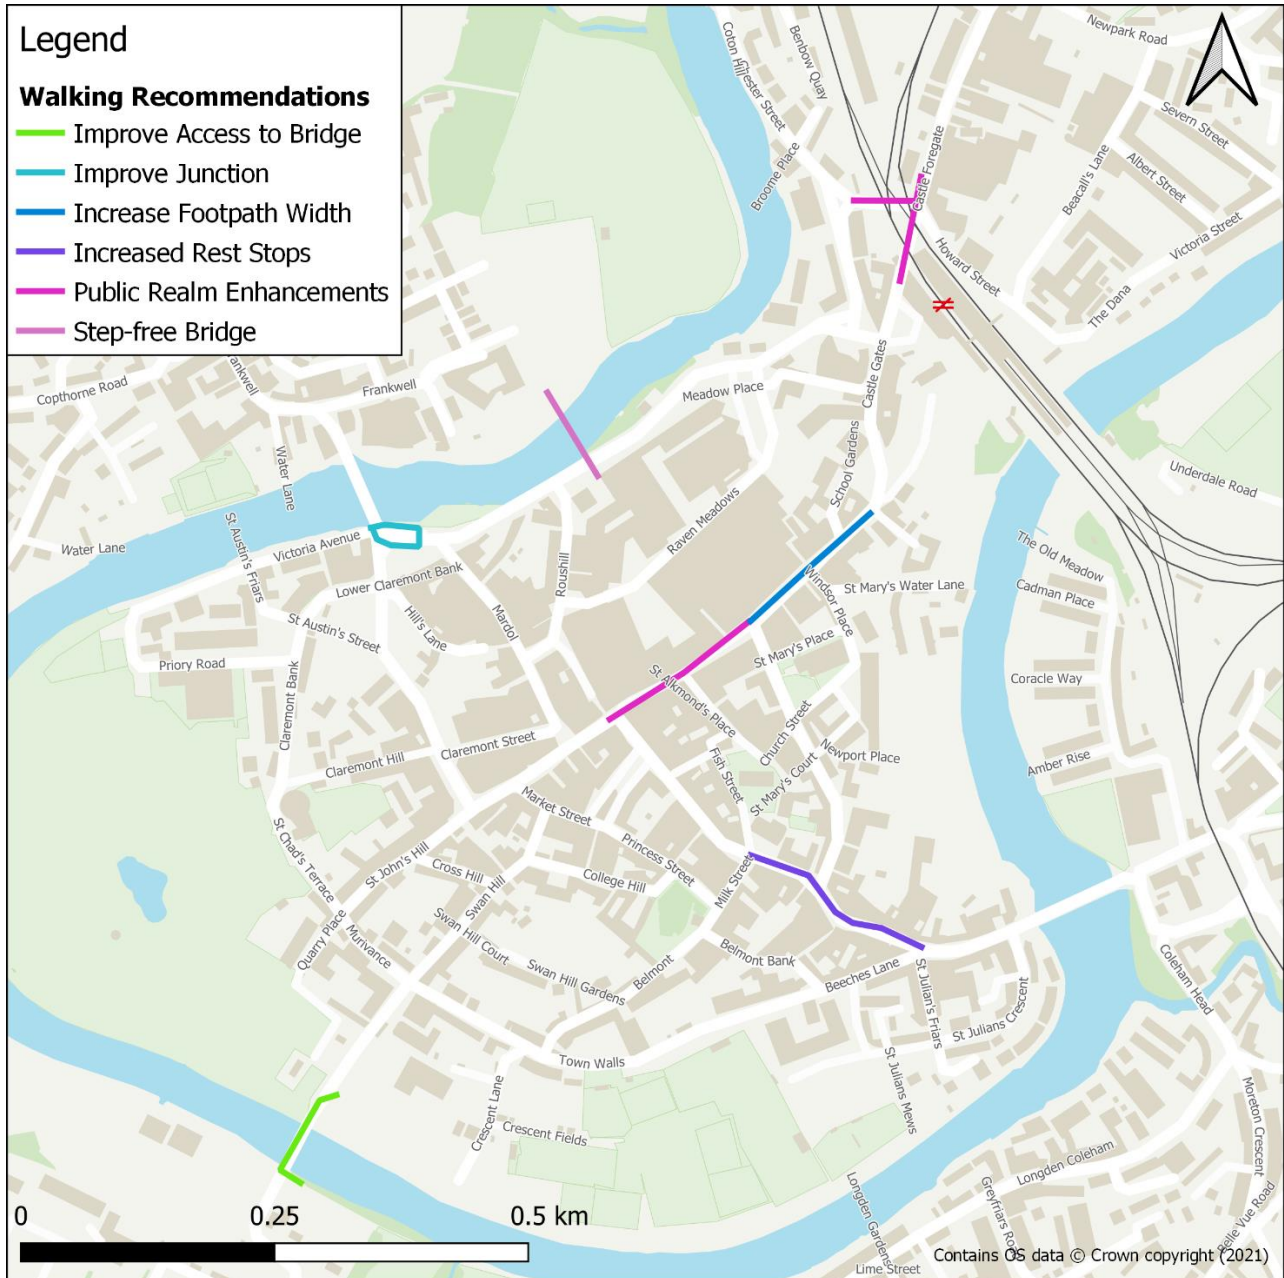 Legend
Walking Recommendations
Improve Access to Bridge
Improve Junction
Increase Footpath Width
Increased Rest Stops
Public Realm Enhancements
Step-free Bridge
Coton Hill
Chester Street
Benbow Quay
Newpark Road
Severn Street
Albert Street
Beacall's Lane
Victoria Street
Castle Foregate
Broome Place
Howard Street
The Dana
Copthorne Road
rankwell
Frankwell
Meadow Place
Castle Gates
School Gardens
Water Lane
Underdale Road
Raven Meadows
Water Lane
Victoria Avenue
St Austin's Friars
Lower Claremont Bank
Roushill
The Old Meadow
Cadman Place
Windsor Place
St Mary's Water Lane
Hill's Lane
Mardol
St Austin's Street
Priory Road
St Mary's Place
St Alkmond's Place
Coracle Way
Claremont Bank
Claremont Street
Claremont Hill
Church Street
Newport Place
Fish Street
St Mary's Court
Amber Rise
Market Street
Princess Street
St Chad's Terrace
St John's Hill
Cross Hill
College Hill
Milk Street
Swan Hill
Quarry Place
Murivance
Swan Hill Court
Swan Hill Gardens
Belmont
Belmont Bank
Beeches Lane
St Julian's Friars
St Julians Crescent
Coleham Head
Town Walls
St Julians Mews
Crescent Lane
Crescent Fields
Moreton Crescent
Longden Coleham
Longden Gardens
Greyfriars Road
Belle Vue Road
Lime Street
0 0.25 0.5 km
Contains OS data © Crown copyright (2021)